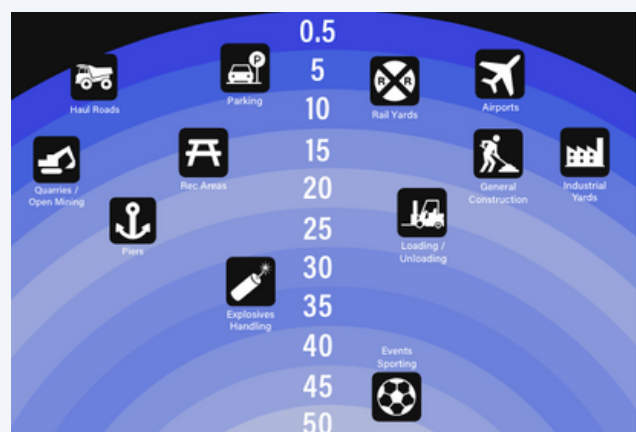 0.5
5
10
15
20
25
30
35
40
45
50
Haul Roads
Parking
P
R R
Rail Yards
Airports
Quarries /
Open Mining
Rec Areas
General
Construction
Industrial
Yards
Piers
Loading /
Unloading
Explosives
Handling
Events
Sporting